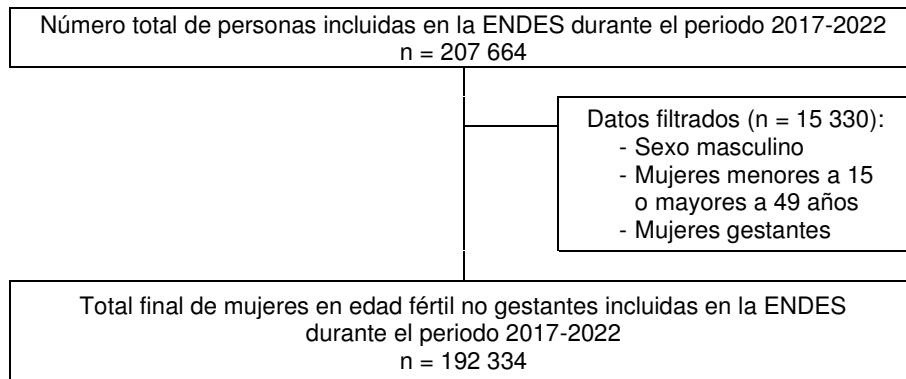 Número total de personas incluidas en la ENDES durante el periodo 2017-2022
n = 207 664
Datos filtrados (n = 15 330):
- Sexo masculino
- Mujeres menores a 15
o mayores a 49 años
- Mujeres gestantes
Total final de mujeres en edad fértil no gestantes incluidas en la ENDES
durante el periodo 2017-2022
n = 192 334